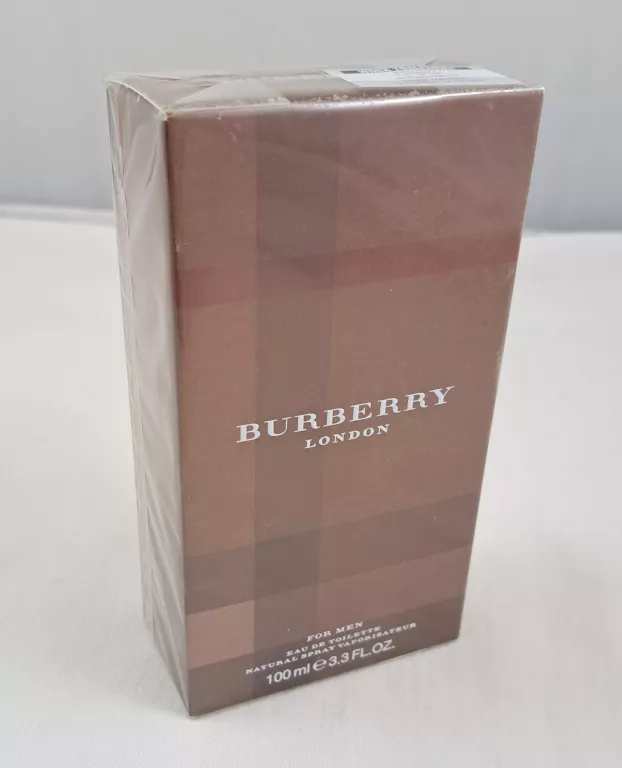 BURBERRY
LONDON
FOR MEN
EAU DE TOILETTE
NATURAL SPRAY VAPORISATEUR
100 ml ℮ 3.3 FL.OZ.